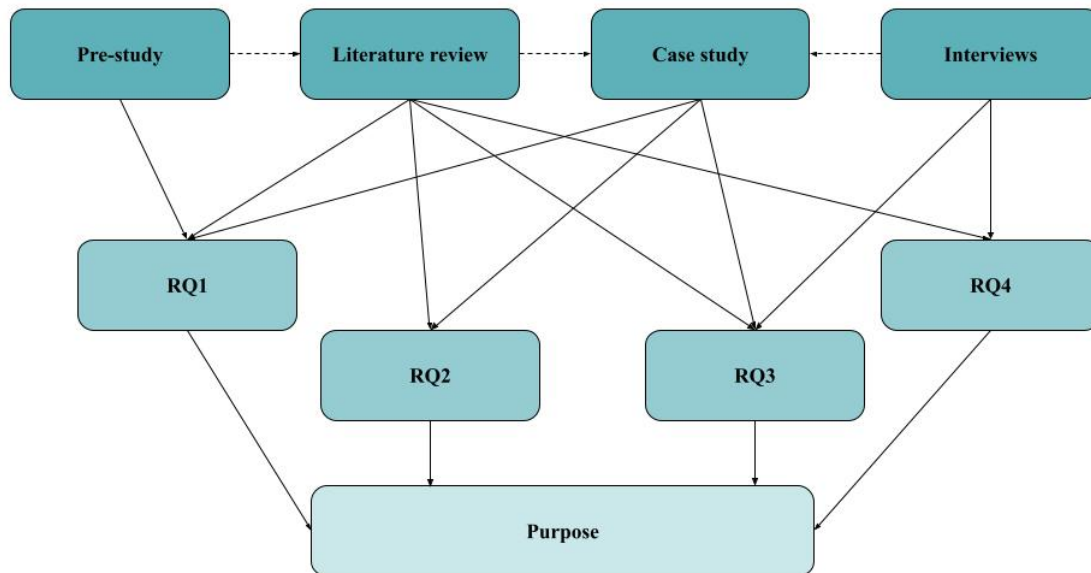 Pre-study
Literature review
Case study
Interviews
RQ1
RQ4
RQ2
RQ3
Purpose